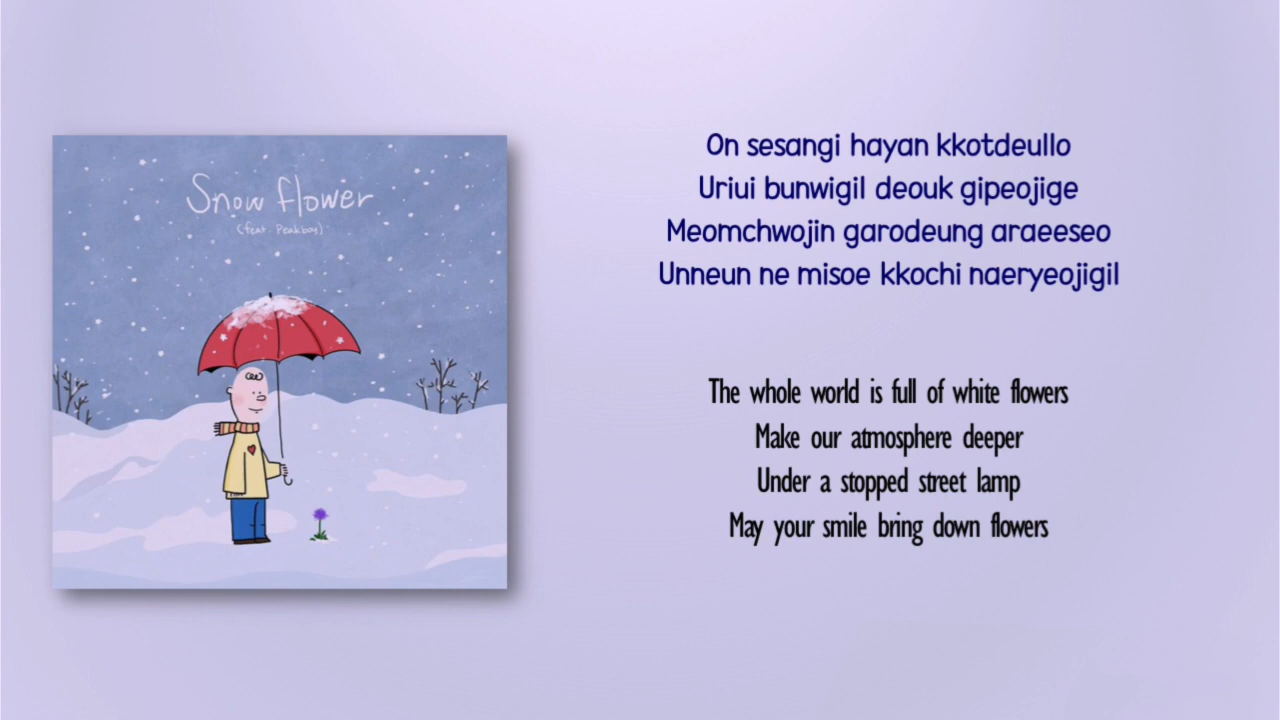 Snow flower
(feat. Peakboy)
On sesangi hayan kkotdeullo
Uriui bunwigil deouk gipeojige
Meomchwojin garodeung araeeseo
Unneun ne misoe kkochi naeryeojigil
The whole world is full of white flowers
Make our atmosphere deeper
Under a stopped street lamp
May your smile bring down flowers